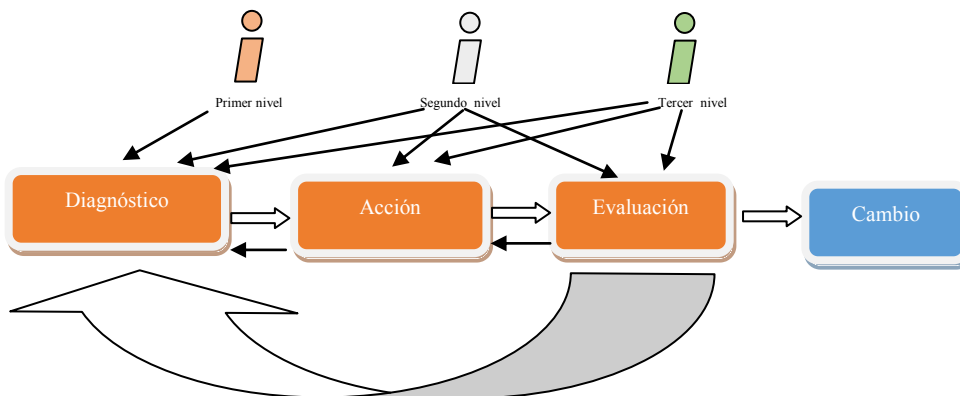 Primer nivel
Segundo nivel
Tercer nivel
Diagnóstico
Acción
Evaluación
Cambio